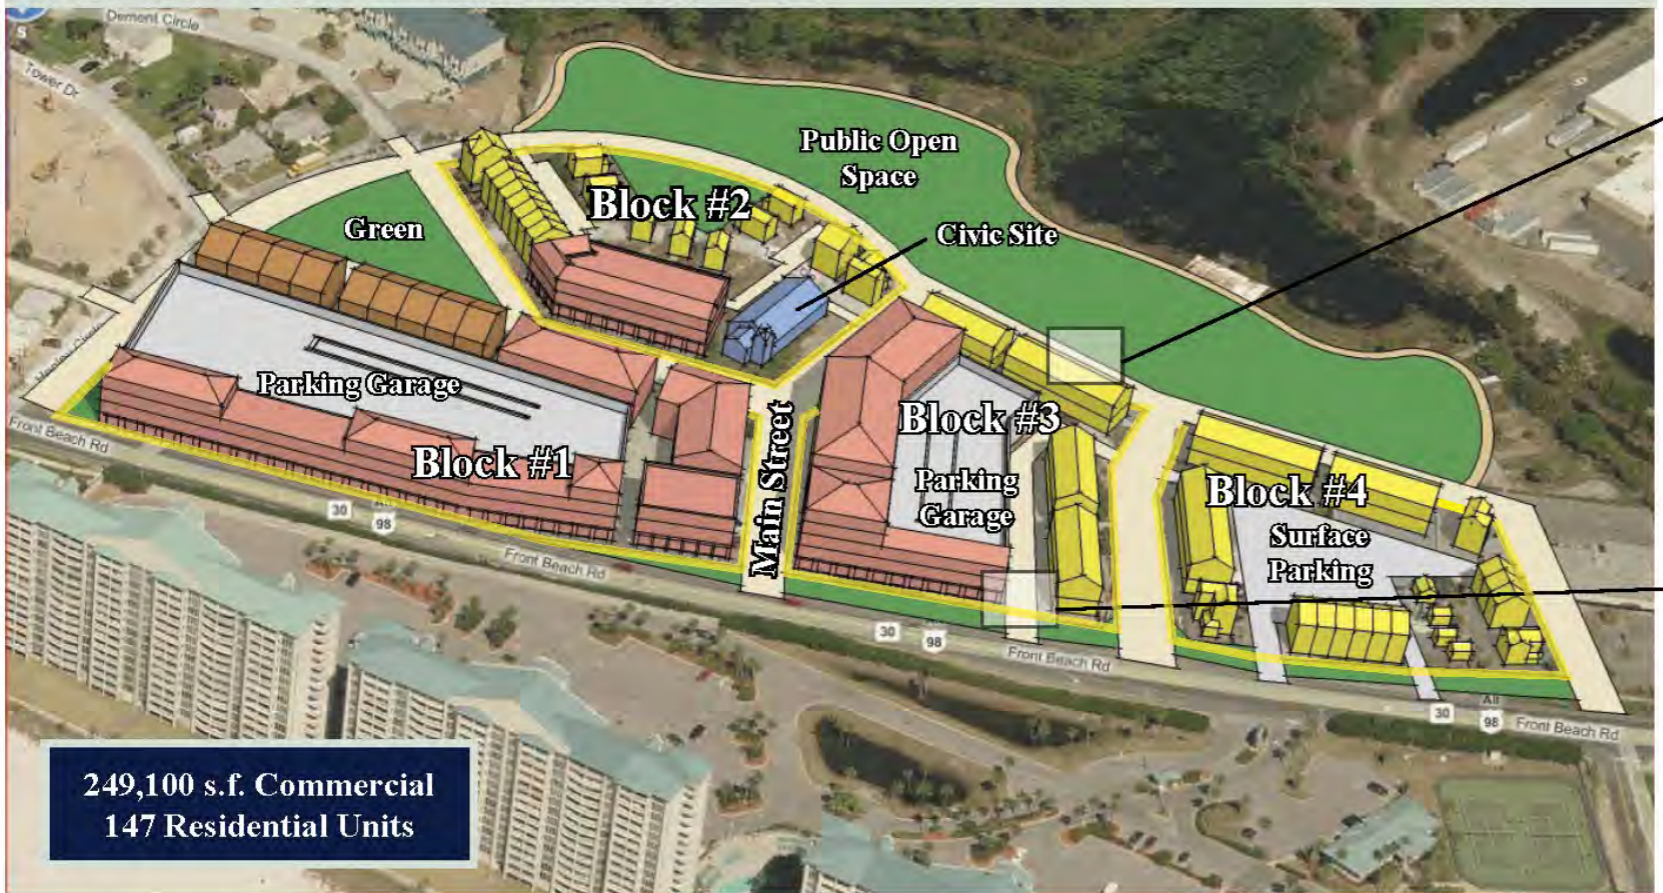 S
Dement Circle
Tower Dr
Public Open
Space
Block #2
Green
Civic Site
Parking Garage
Block #3
Block #1
Main Street
Parking
Garage
Block #4
Surface
Parking
Front Beach Rd
30
All
98
Front Beach Rd
30
98
Front Beach Rd
30
All
98
Front Beach Rd
249,100 s.f. Commercial
147 Residential Units